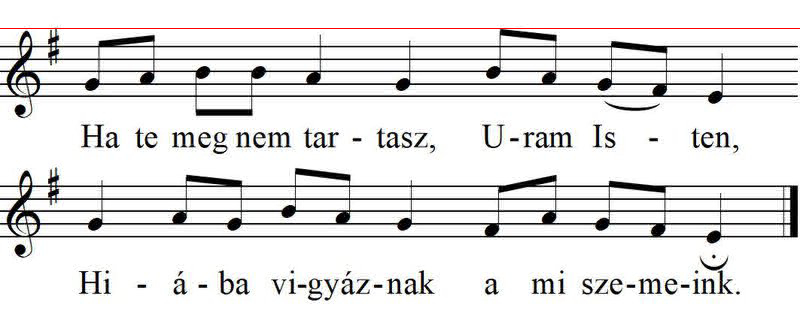 Ha te meg nem tar - tasz, U - ram Is - ten,
Hi - á - ba vi - gyáz - nak a mi sze - me - ink.